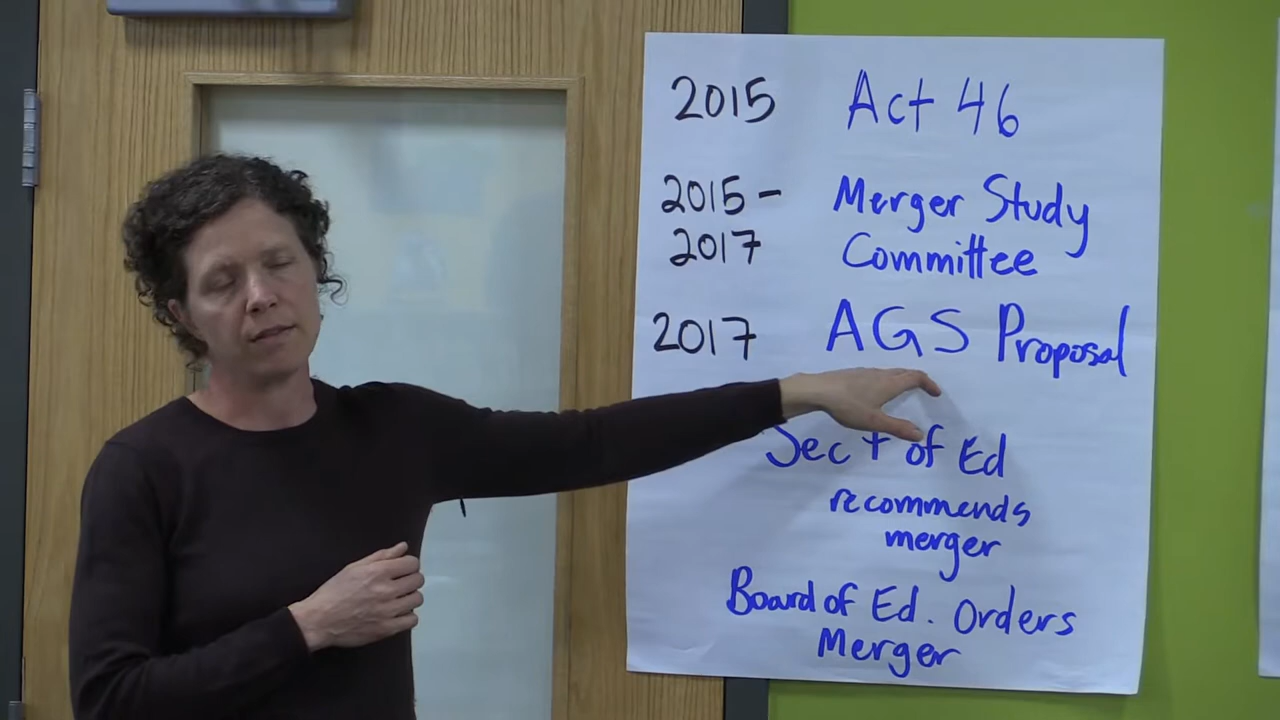 2015 Act 46
2015- Merger Study
2017 Committee
2017 AGS Proposal
Sect of Ed
recommends
merger
Board of Ed. Orders
Merger